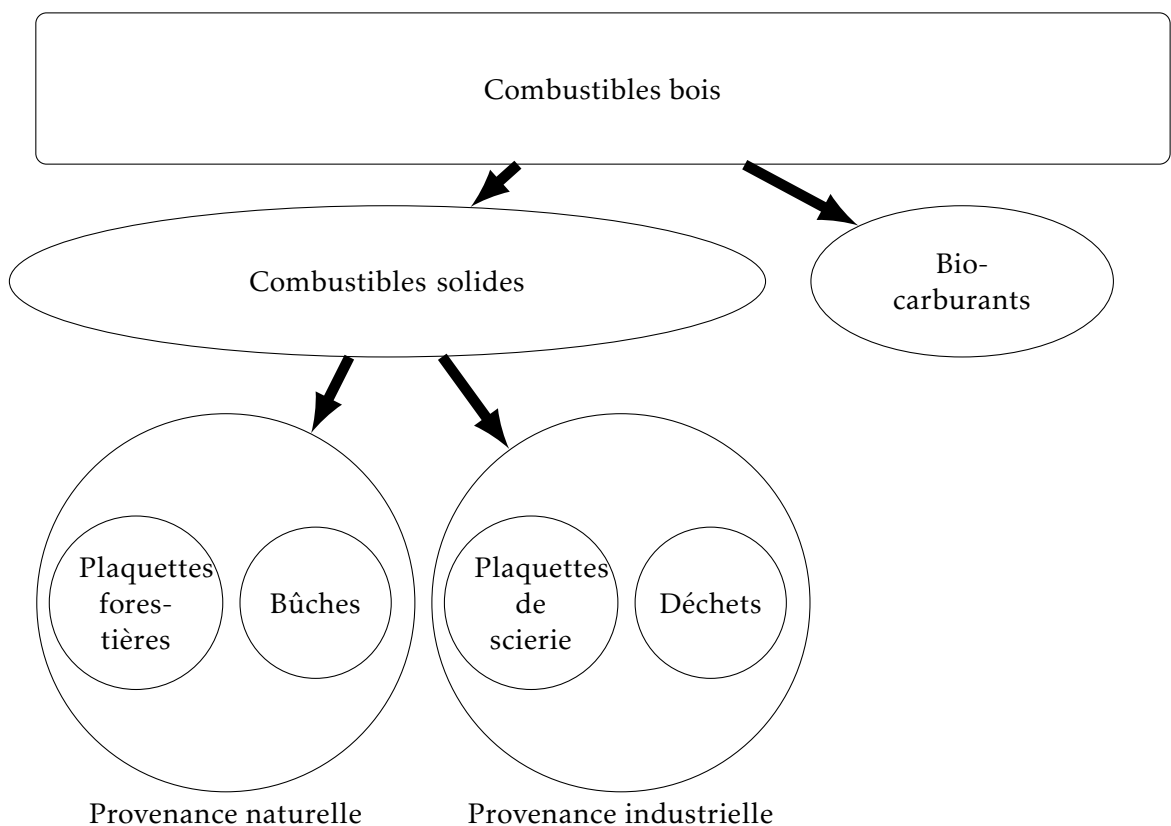 Combustibles bois
Combustibles solides
Bio-
carburants
Plaquettes
fores-
tières
Bûches
Plaquettes
de
scierie
Déchets
Provenance naturelle
Provenance industrielle